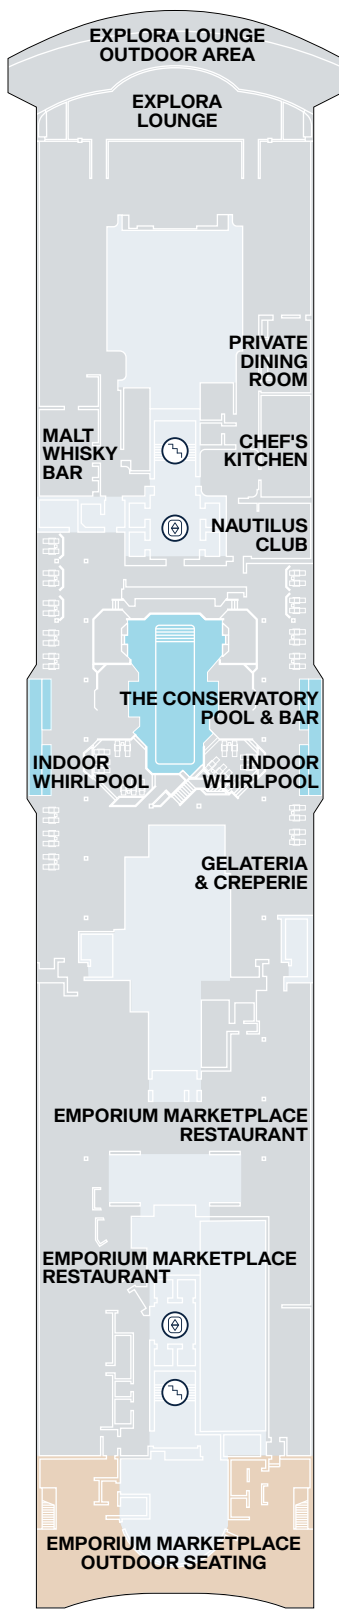 EXPLORA LOUNGE
OUTDOOR AREA
EXPLORA
LOUNGE
PRIVATE
DINING
ROOM
MALT
WHISKY
BAR
CHEF'S
KITCHEN
NAUTILUS
CLUB
THE CONSERVATORY
POOL & BAR
INDOOR
WHIRLPOOL
INDOOR
WHIRLPOOL
GELATERIA
& CREPERIE
EMPORIUM MARKETPLACE
RESTAURANT
EMPORIUM MARKETPLACE
RESTAURANT
EMPORIUM MARKETPLACE
OUTDOOR SEATING